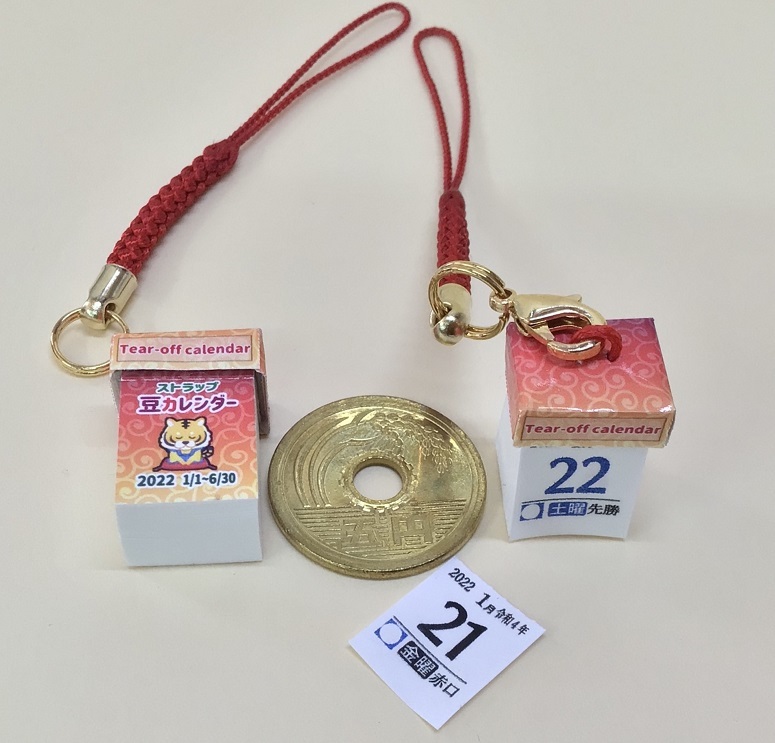 Tear-off calendar
ストラップ
豆カレンダー
2022 1/1~6/30
五円
Tear-off calendar
22
土曜 先勝
2022 1月 令和4年
21
金曜 赤口